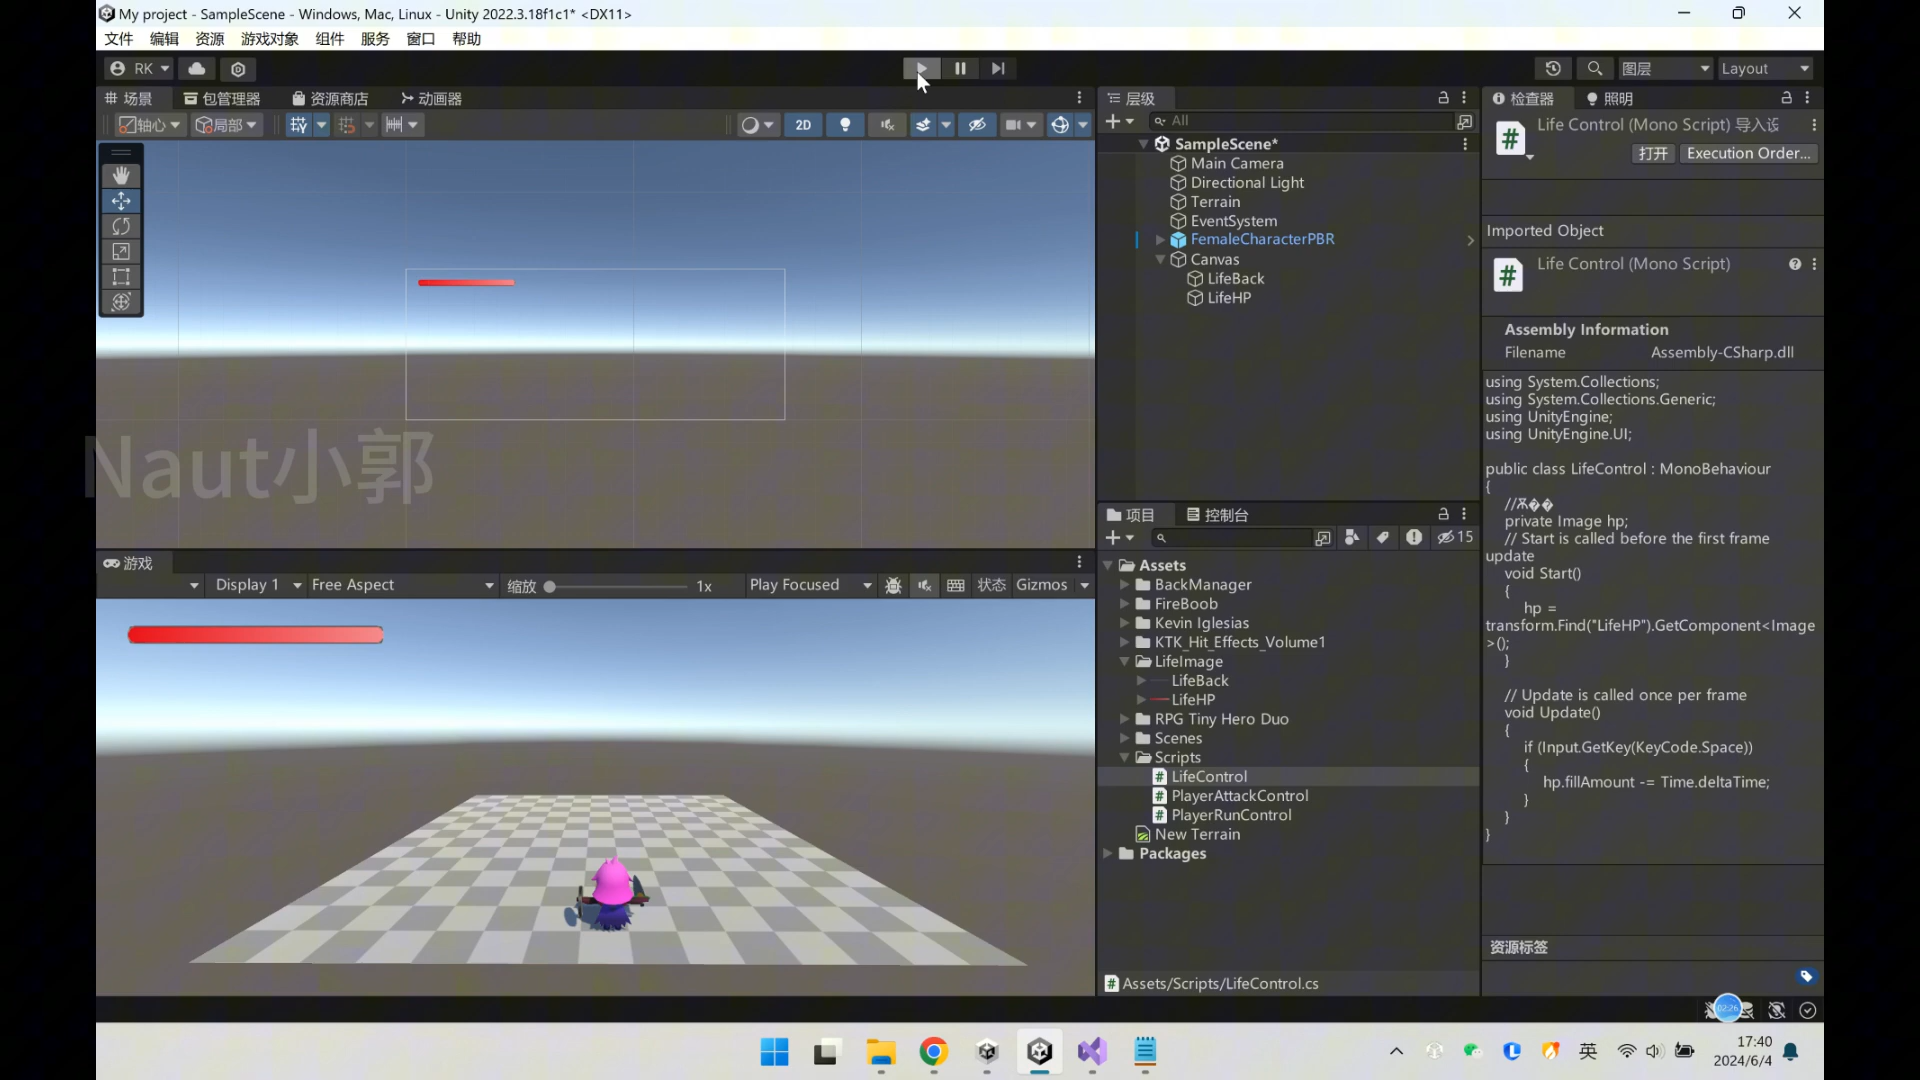 My project - SampleScene - Windows, Mac, Linux - Unity 2022.3.18f1c1* <DX11>
文件 编辑 资源 游戏对象 组件 服务 窗口 帮助
RK
图层
Layout
场景 包管理器 资源商店 动画器
轴心 局部
2D
Naut小郭
游戏
Display 1 Free Aspect 缩放 1x Play Focused 状态 Gizmos
层级
All
SampleScene*
Main Camera
Directional Light
Terrain
EventSystem
FemaleCharacterPBR
Canvas
LifeBack
LifeHP
项目 控制台
15
Assets
BackManager
FireBoob
Kevin Iglesias
KTK_Hit_Effects_Volume1
LifeImage
LifeBack
LifeHP
RPG Tiny Hero Duo
Scenes
Scripts
LifeControl
PlayerAttackControl
PlayerRunControl
New Terrain
Packages
Assets/Scripts/LifeControl.cs
检查器 照明
Life Control (Mono Script) 导入
打开 Execution Order...
Imported Object
Life Control (Mono Script)
Assembly Information
Filename Assembly-CSharp.dll
using System.Collections;
using System.Collections.Generic;
using UnityEngine;
using UnityEngine.UI;
public class LifeControl : MonoBehaviour
{
//Ѫ��
private Image hp;
// Start is called before the first frame
update
void Start()
{
hp =
transform.Find("LifeHP").GetComponent<Image
>();
}
// Update is called once per frame
void Update()
{
if (Input.GetKey(KeyCode.Space))
{
hp.fillAmount -= Time.deltaTime;
}
}
}
资源标签
02:26
英
17:40
2024/6/4